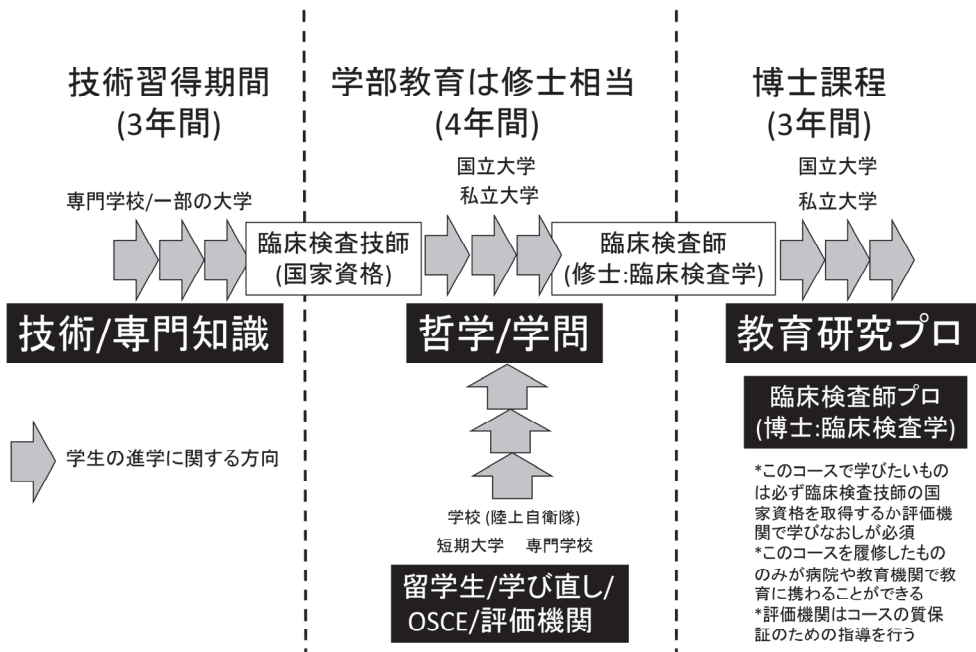 技術習得期間
(3年間)
専門学校/一部の大学
臨床検査技師
(国家資格)
技術/専門知識
学生の進学に関する方向
学部教育は修士相当
(4年間)
国立大学
私立大学
臨床検査師
(修士:臨床検査学)
哲学/学問
学校 (陸上自衛隊)
短期大学 専門学校
留学生/学び直し/
OSCE/評価機関
博士課程
(3年間)
国立大学
私立大学
教育研究プロ
臨床検査師プロ
(博士:臨床検査学)
*このコースで学びたいもの
は必ず臨床検査技師の国
家資格を取得するか評価機
関で学びなおしが必須
*このコースを履修したもの
のみが病院や教育機関で教
育に携わることができる
*評価機関はコースの質保
証のための指導を行う